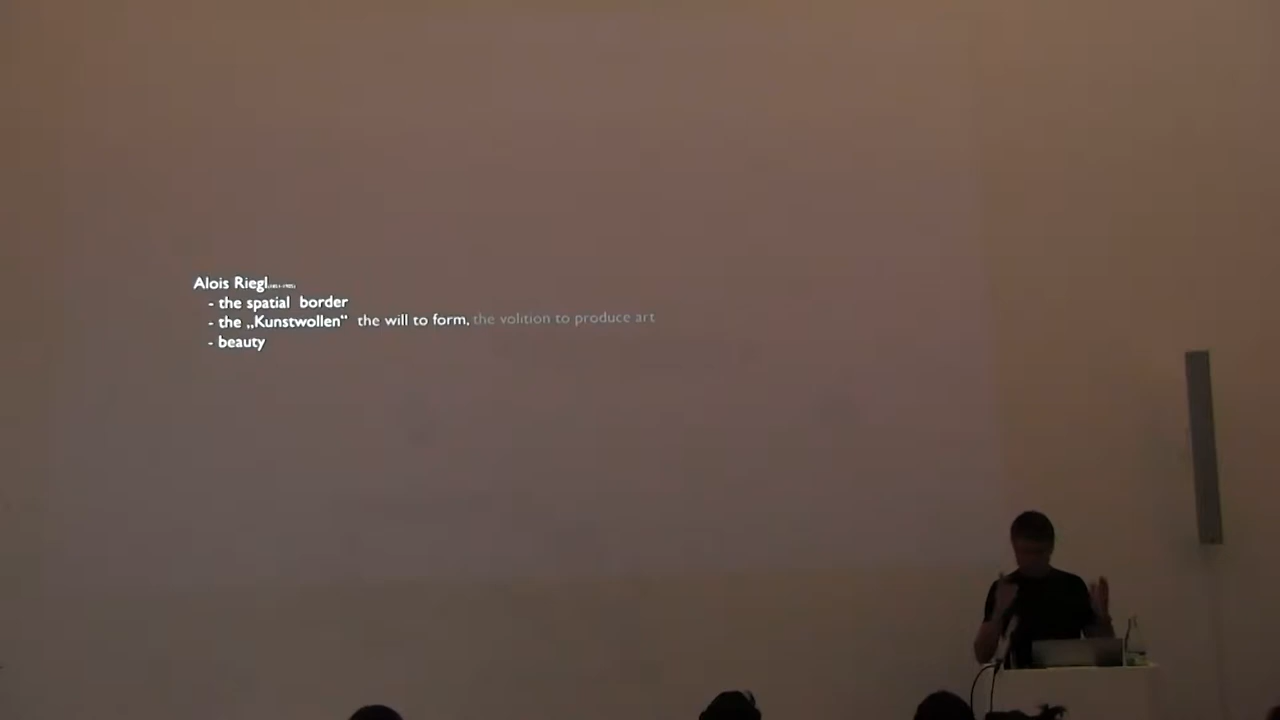 Alois Riegl
- the spatial border
- the „Kunstwollen“ the will to form, the volition to produce art
- beauty